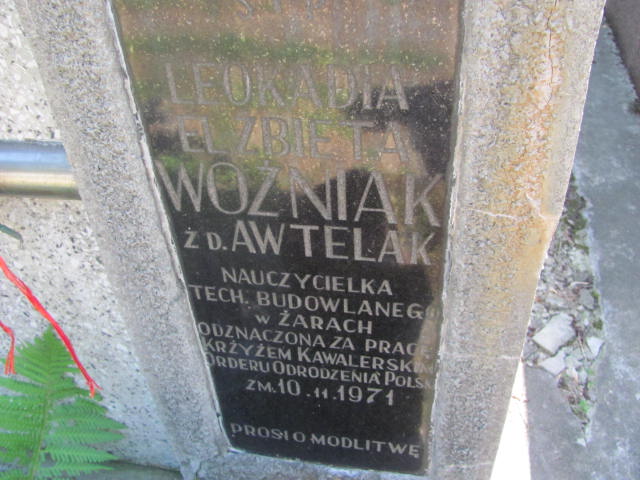 Ś.†P.
LEOKADIA
ELŻBIETA
WOŹNIAK
Z D. AWTELAK
NAUCZYCIELKA
TECH. BUDOWLANEGO
W ŻARACH
ODZNACZONA ZA PRACĘ
KRZYŻEM KAWALERSKIM
ORDERU ODRODZENIA POLSKI
ZM. 10.11.1971
PROSI O MODLITWĘ